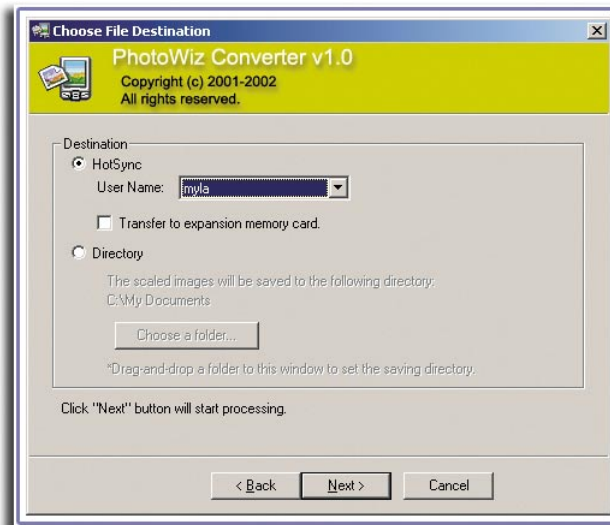 Choose File Destination
PhotoWiz Converter v1.0
Copyright (c) 2001-2002
All rights reserved.
Destination
HotSync
User Name: myla
Transfer to expansion memory card.
Directory
The scaled images will be saved to the following directory:
C:\My Documents
Choose a folder...
*Drag-and-drop a folder to this window to set the saving directory.
Click "Next" button will start processing.
< Back Next > Cancel